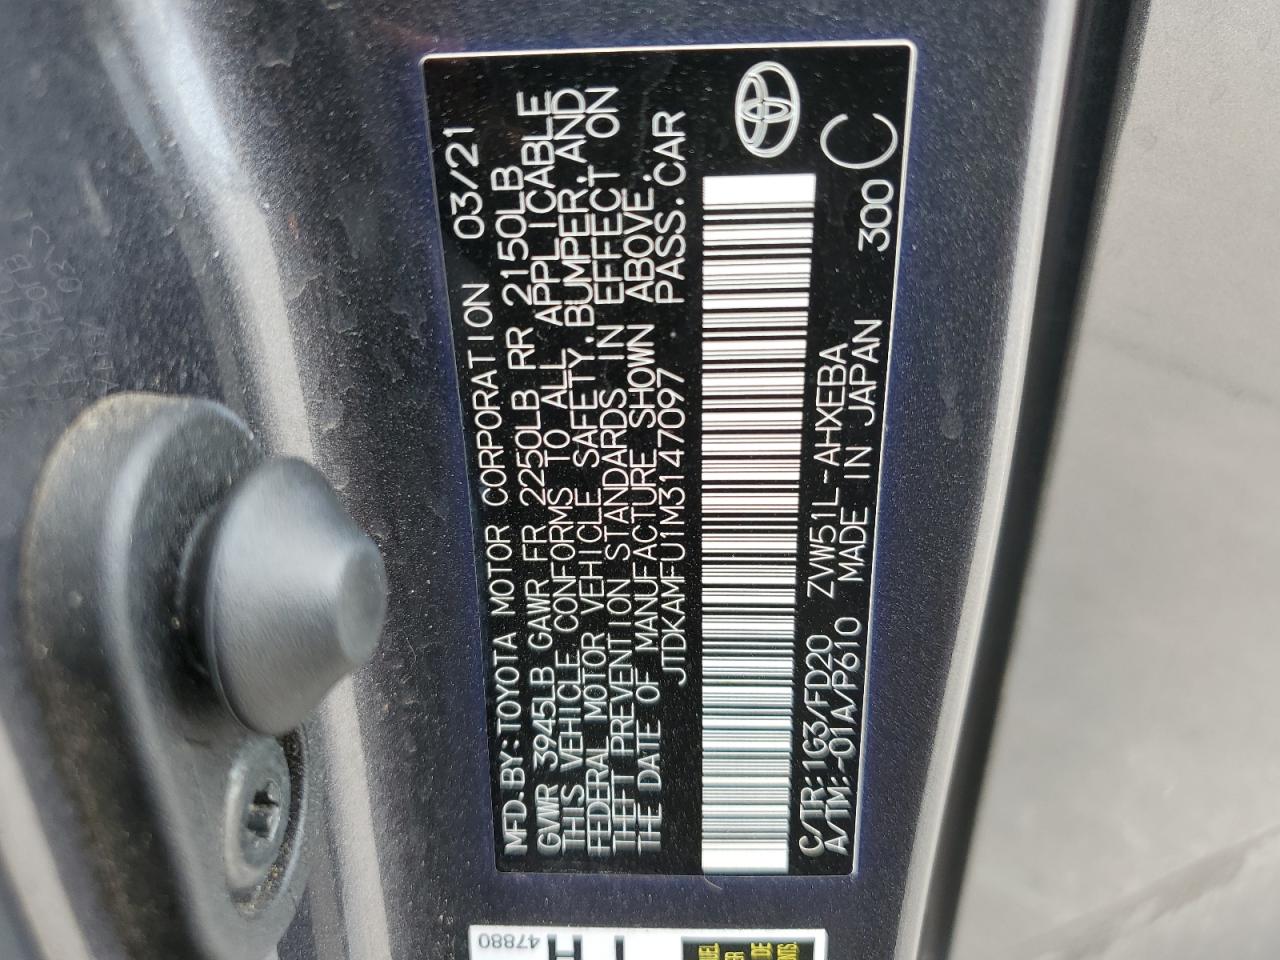 MFD.BY:TOYOTA MOTOR CORPORATION 03/21
GVWR 3945LB GAWR FR 2250LB RR 2150LB
THIS VEHICLE CONFORMS TO ALL APPLICABLE
FEDERAL MOTOR VEHICLE SAFETY,BUMPER,AND
THEFT PREVENTION STANDARDS IN EFFECT ON
THE DATE OF MANUFACTURE SHOWN ABOVE.
JTDKAMFU1M3147097 PASS.CAR
C/TR:1G3/FD20 ZVW51L-AHXEBA 300
A/TM:-01A/P610 MADE IN JAPAN C
47880
DE